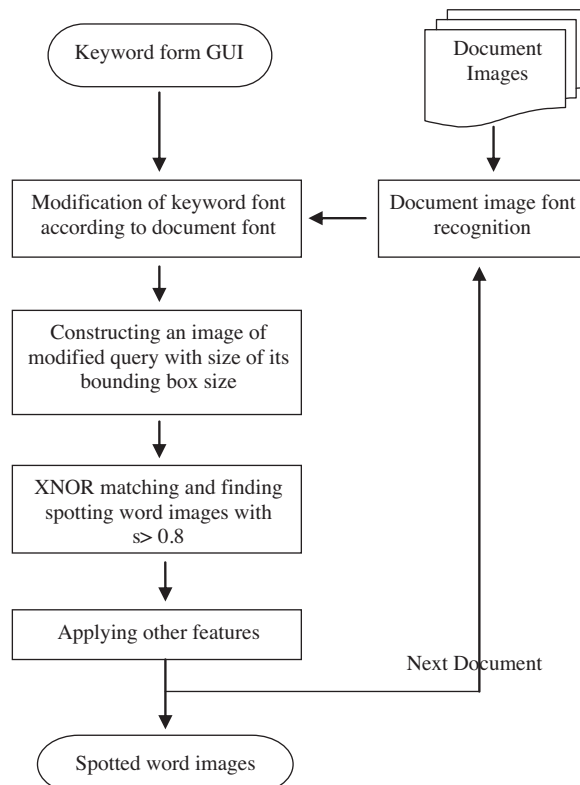 Keyword form GUI
Document
Images
Modification of keyword font
according to document font
Document image font
recognition
Constructing an image of
modified query with size of its
bounding box size
XNOR matching and finding
spotting word images with
s> 0.8
Applying other features
Next Document
Spotted word images